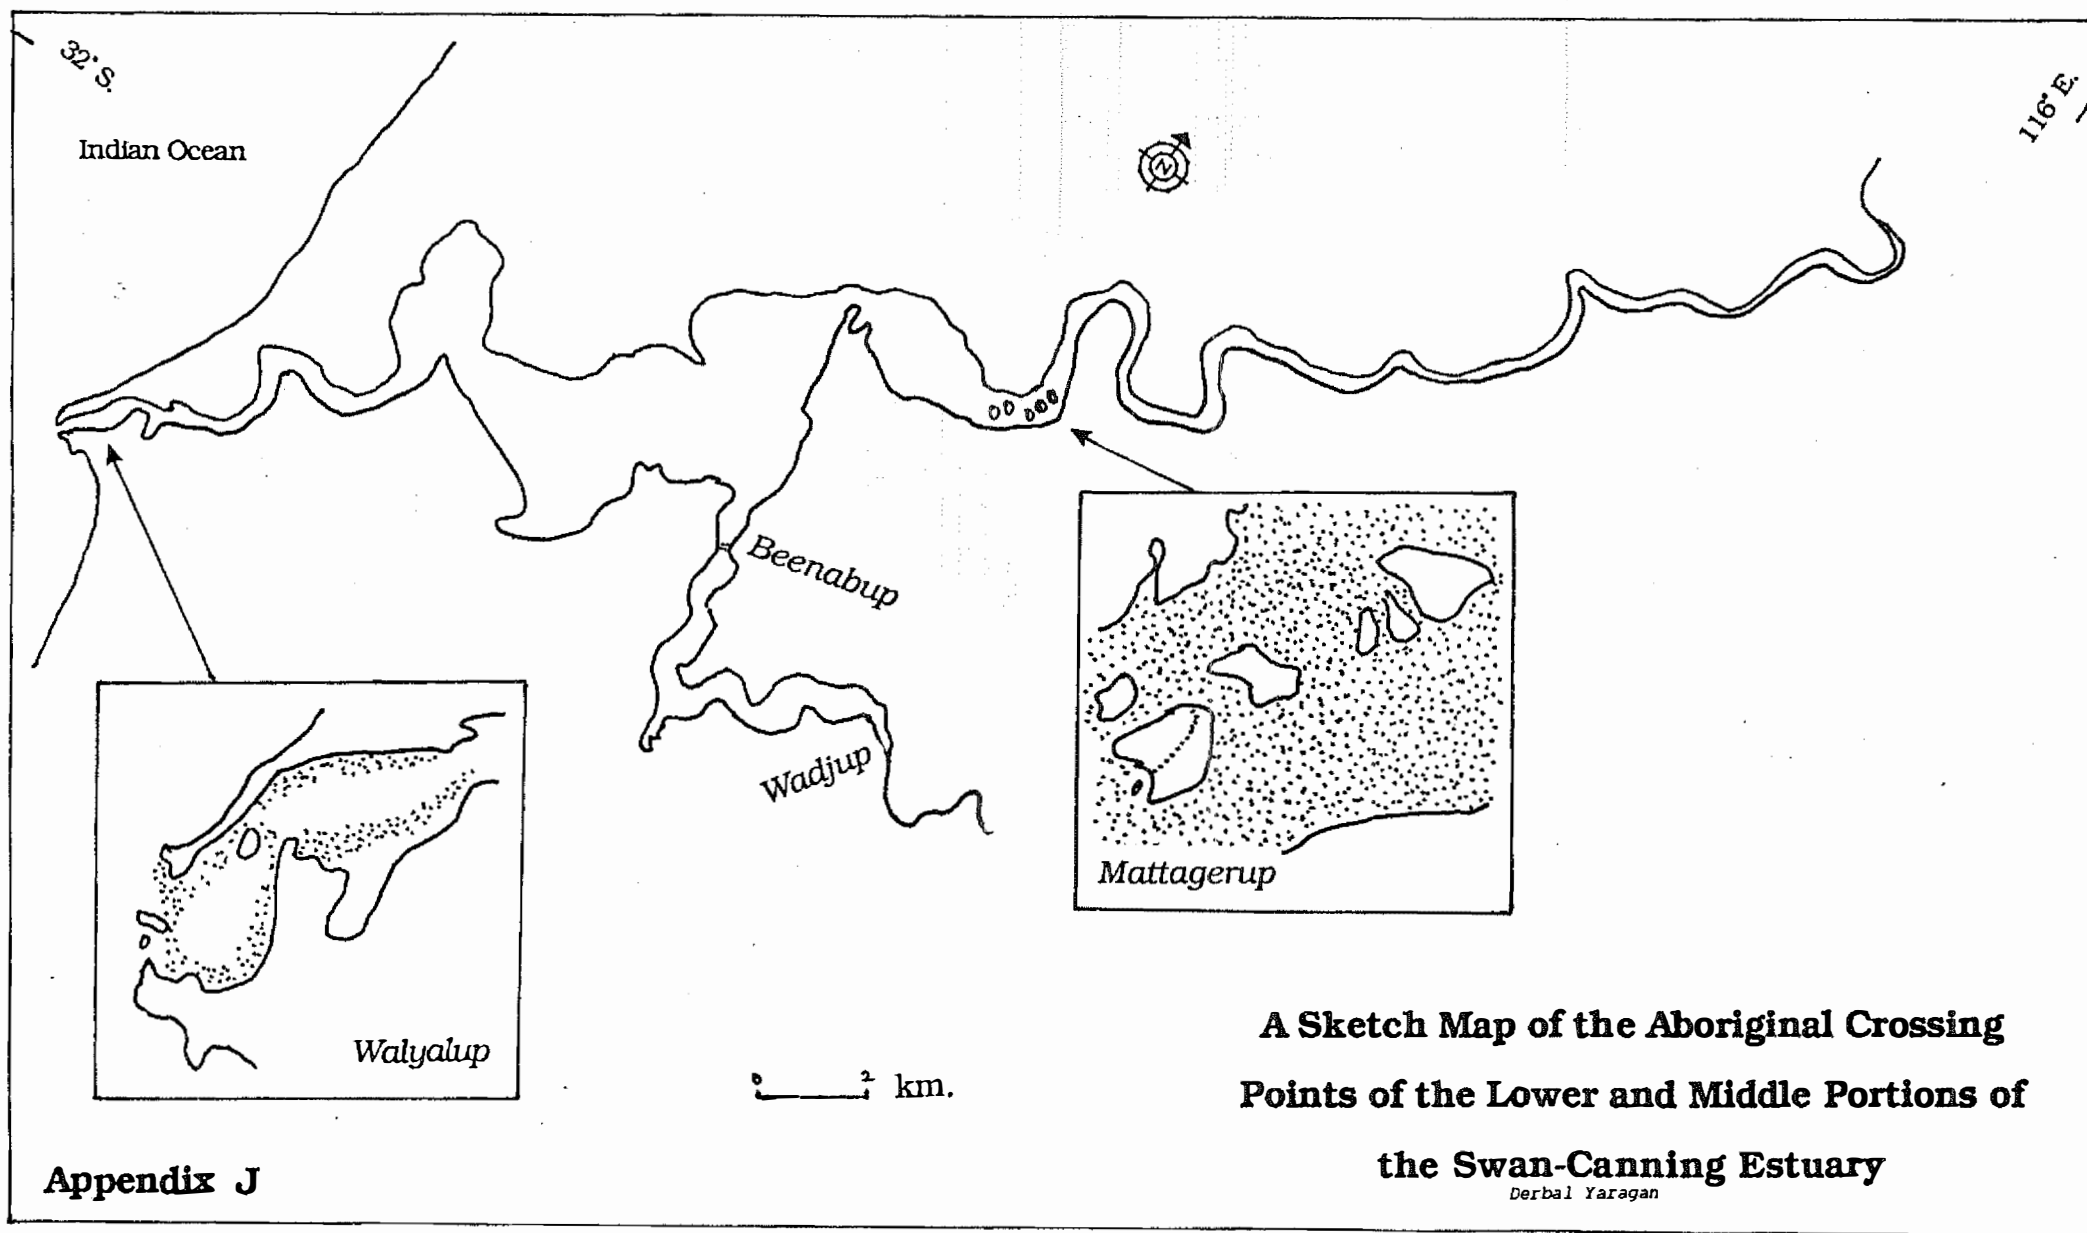 32° S.
116° E.
Indian Ocean
N
Beenabup
Wadjup
Mattagerup
Walyalup
0 2 km.
A Sketch Map of the Aboriginal Crossing
Points of the Lower and Middle Portions of
the Swan-Canning Estuary
Derbal Yaragan
Appendix J